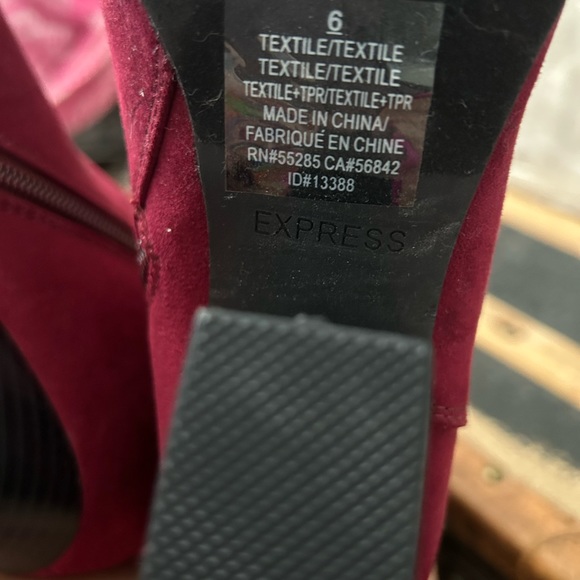 6
TEXTILE/TEXTILE
TEXTILE/TEXTILE
TEXTILE+TPR/TEXTILE+TPR
MADE IN CHINA/
FABRIQUÉ EN CHINE
RN#55285 CA#56842
ID#13388
EXPRESS